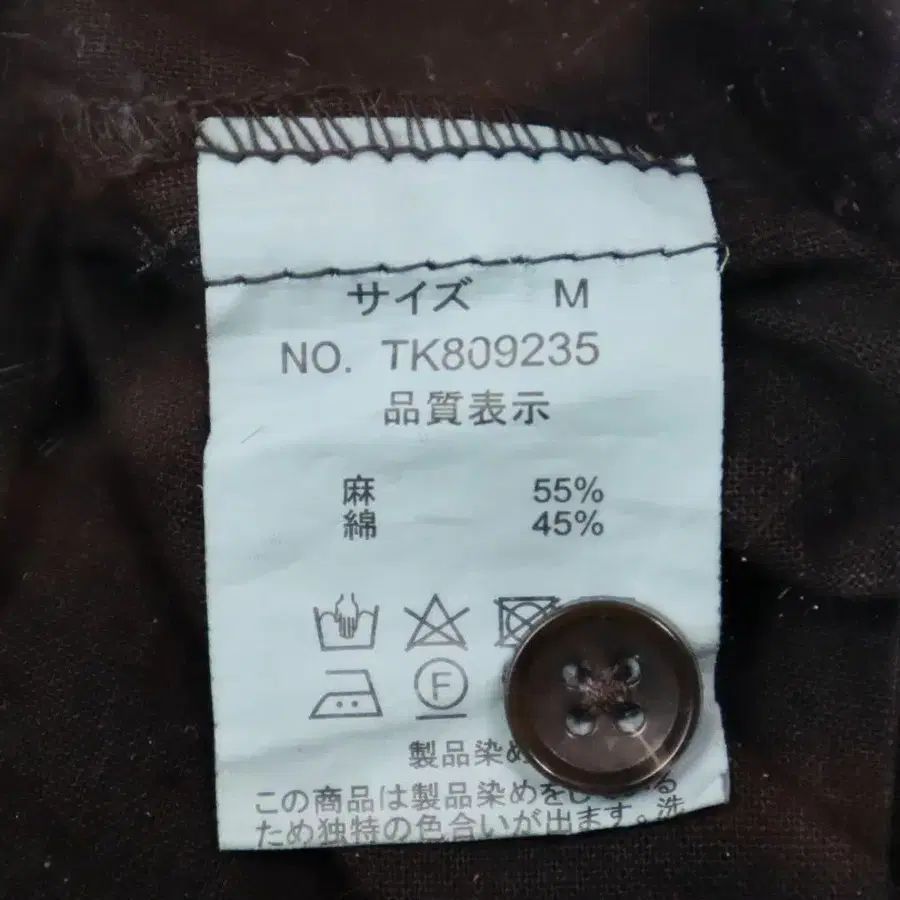 サイズ M
NO. TK809235
品質表示
麻 55%
綿 45%
F
製品染め
この商品は製品染めをしてる
ため独特の色合いが出ます。洗